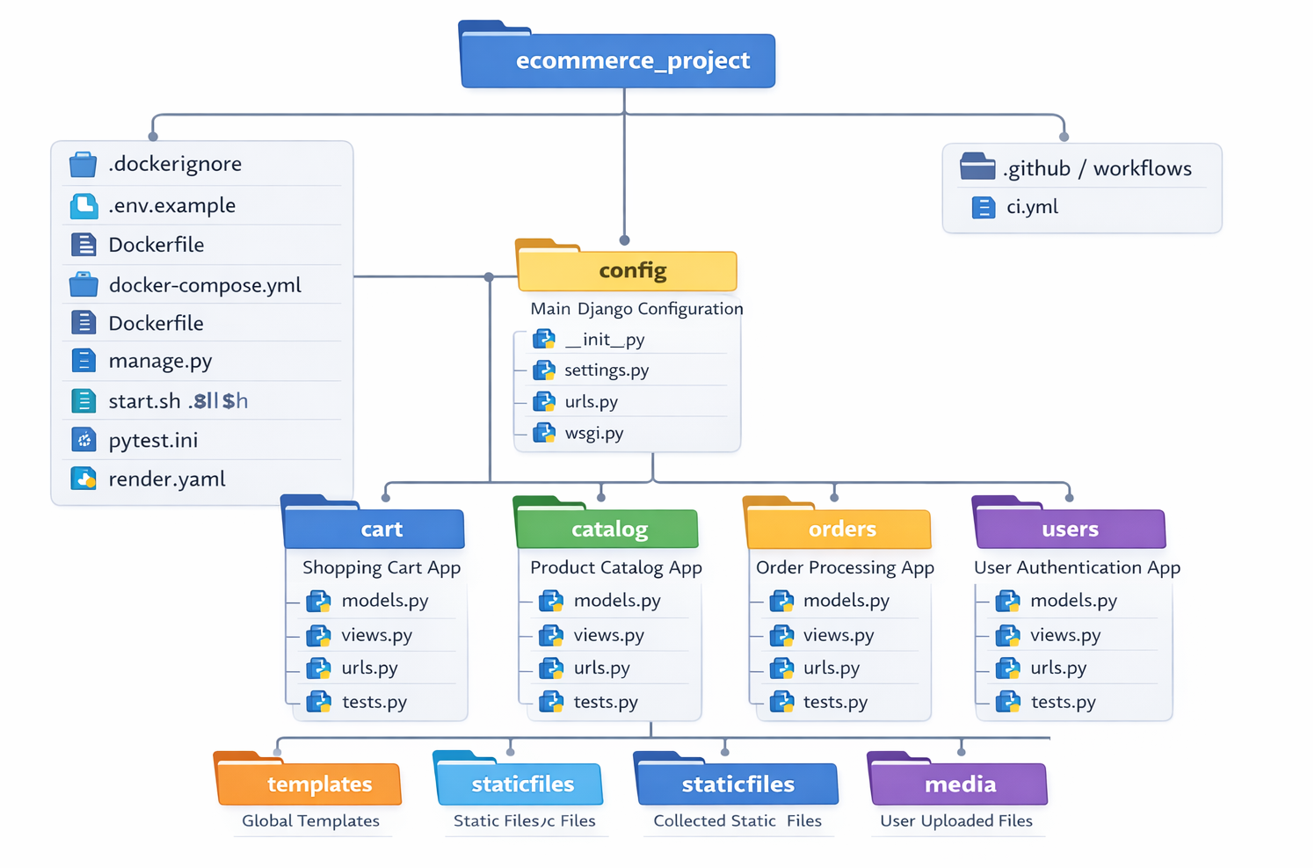 ecommerce_project
.dockerignore
.env.example
Dockerfile
docker-compose.yml
Dockerfile
manage.py
start.sh
pytest.ini
render.yaml
.github / workflows
ci.yml
config
Main Django Configuration
__init__.py
settings.py
urls.py
wsgi.py
cart
Shopping Cart App
models.py
views.py
urls.py
tests.py
catalog
Product Catalog App
models.py
views.py
urls.py
tests.py
orders
Order Processing App
models.py
views.py
urls.py
tests.py
users
User Authentication App
models.py
views.py
urls.py
tests.py
templates
Global Templates
staticfiles
Static Files/c Files
staticfiles
Collected Static Files
media
User Uploaded Files